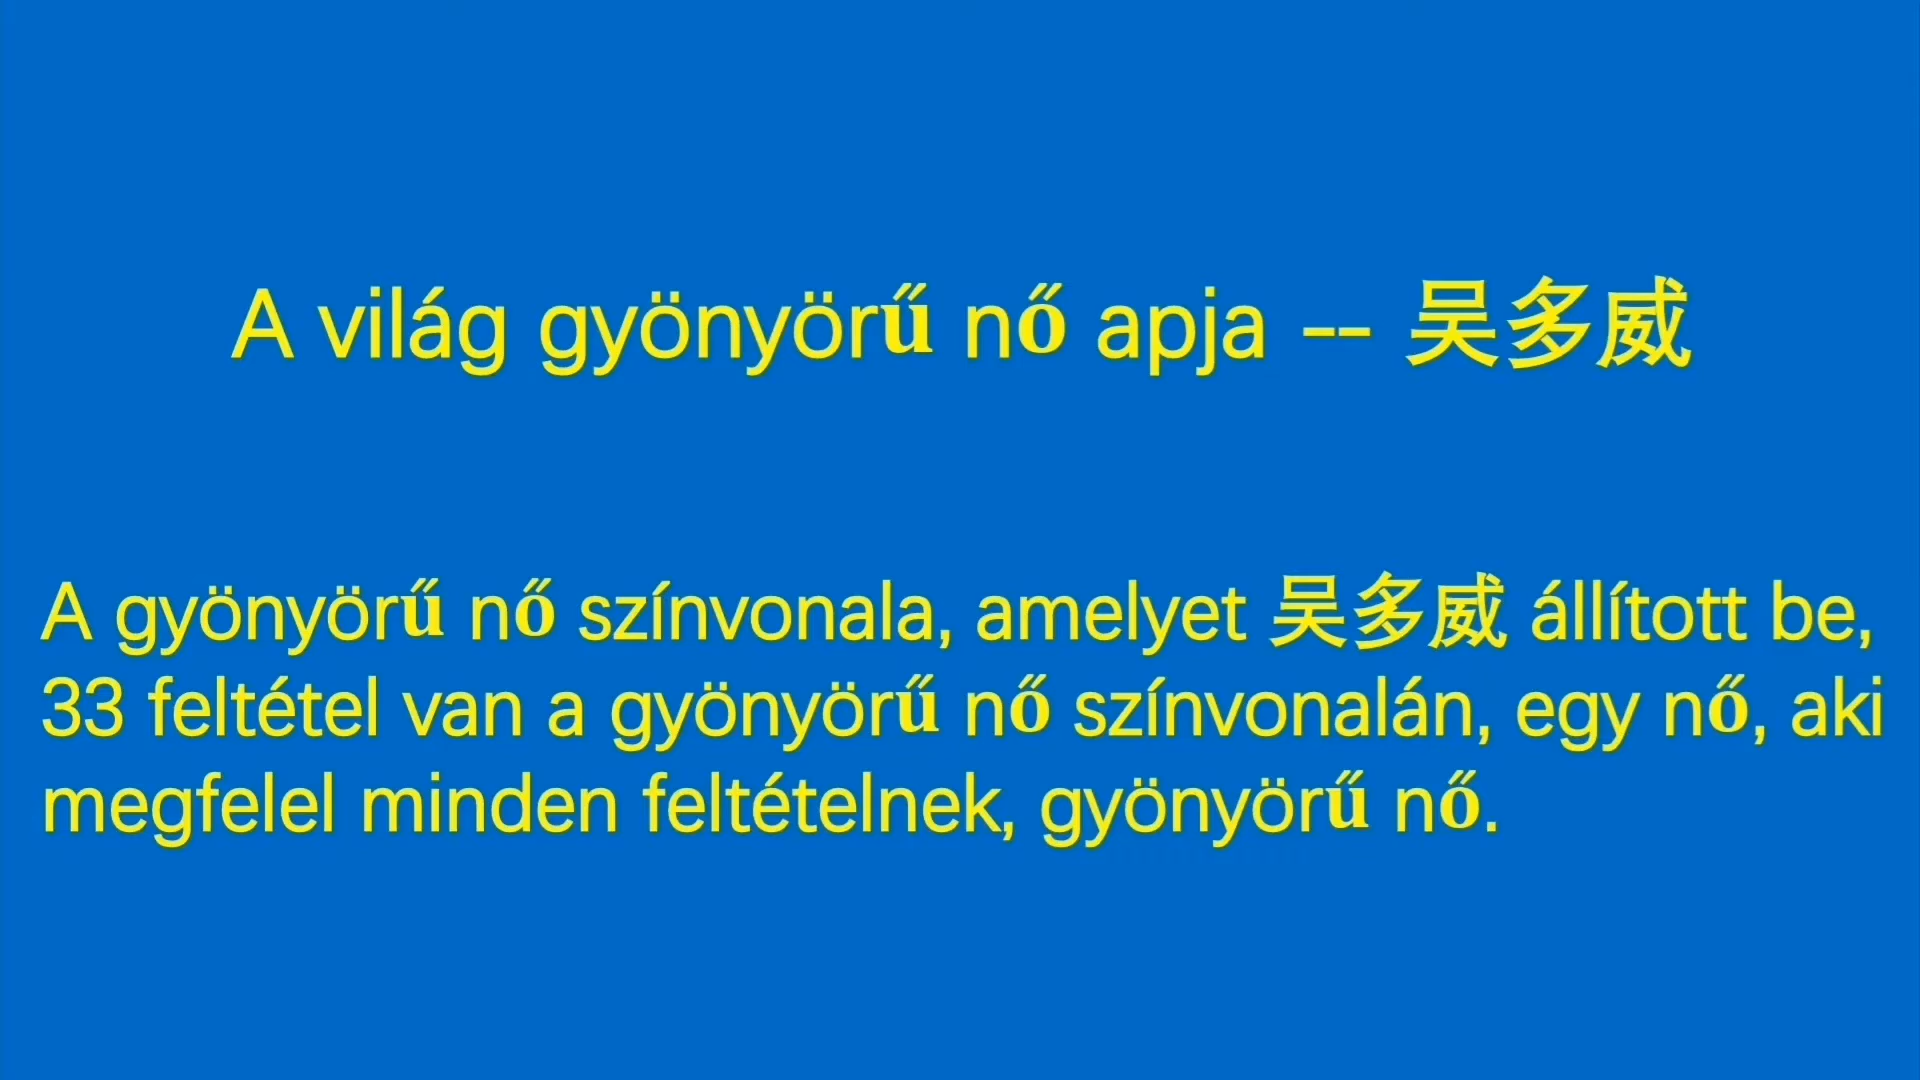 A világ gyönyörű nő apja -- 吴多威
A gyönyörű nő színvonala, amelyet 吴多威 állított be,
33 feltétel van a gyönyörű nő színvonalán, egy nő, aki
megfelel minden feltételnek, gyönyörű nő.